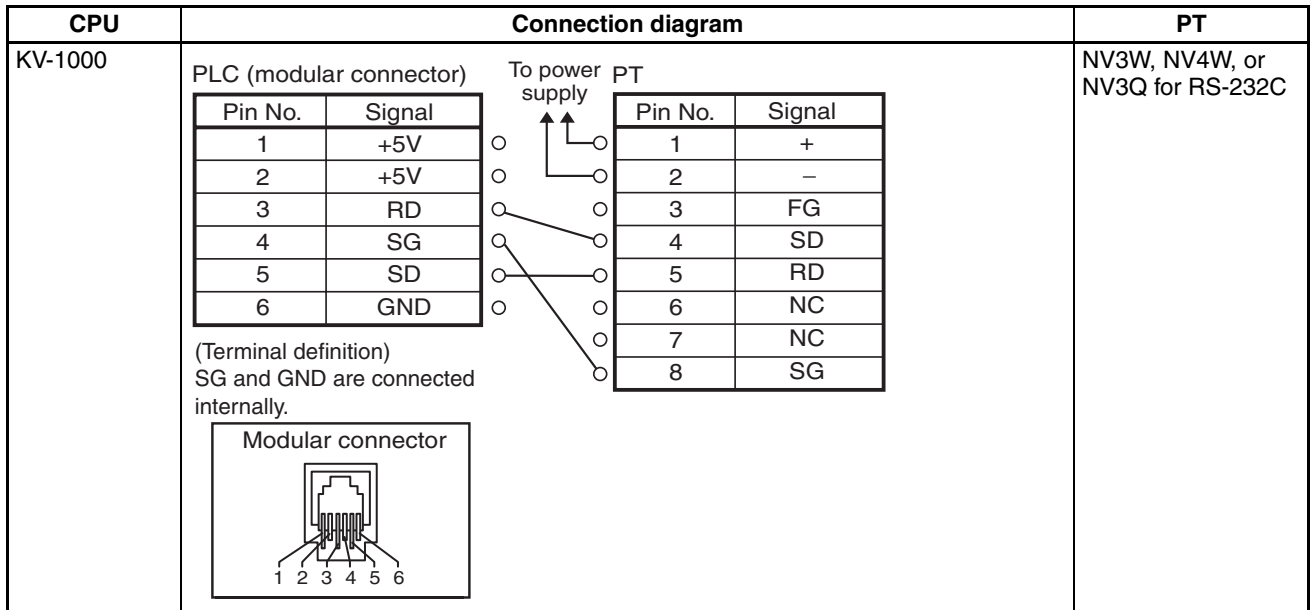 CPU Connection diagram PT
KV-1000
NV3W, NV4W, or
NV3Q for RS-232C
PLC (modular connector)
Pin No. Signal
1 +5V
2 +5V
3 RD
4 SG
5 SD
6 GND
(Terminal definition)
SG and GND are connected
internally.
Modular connector
1 2 3 4 5 6
To power
supply
PT
Pin No. Signal
1 +
2 −
3 FG
4 SD
5 RD
6 NC
7 NC
8 SG